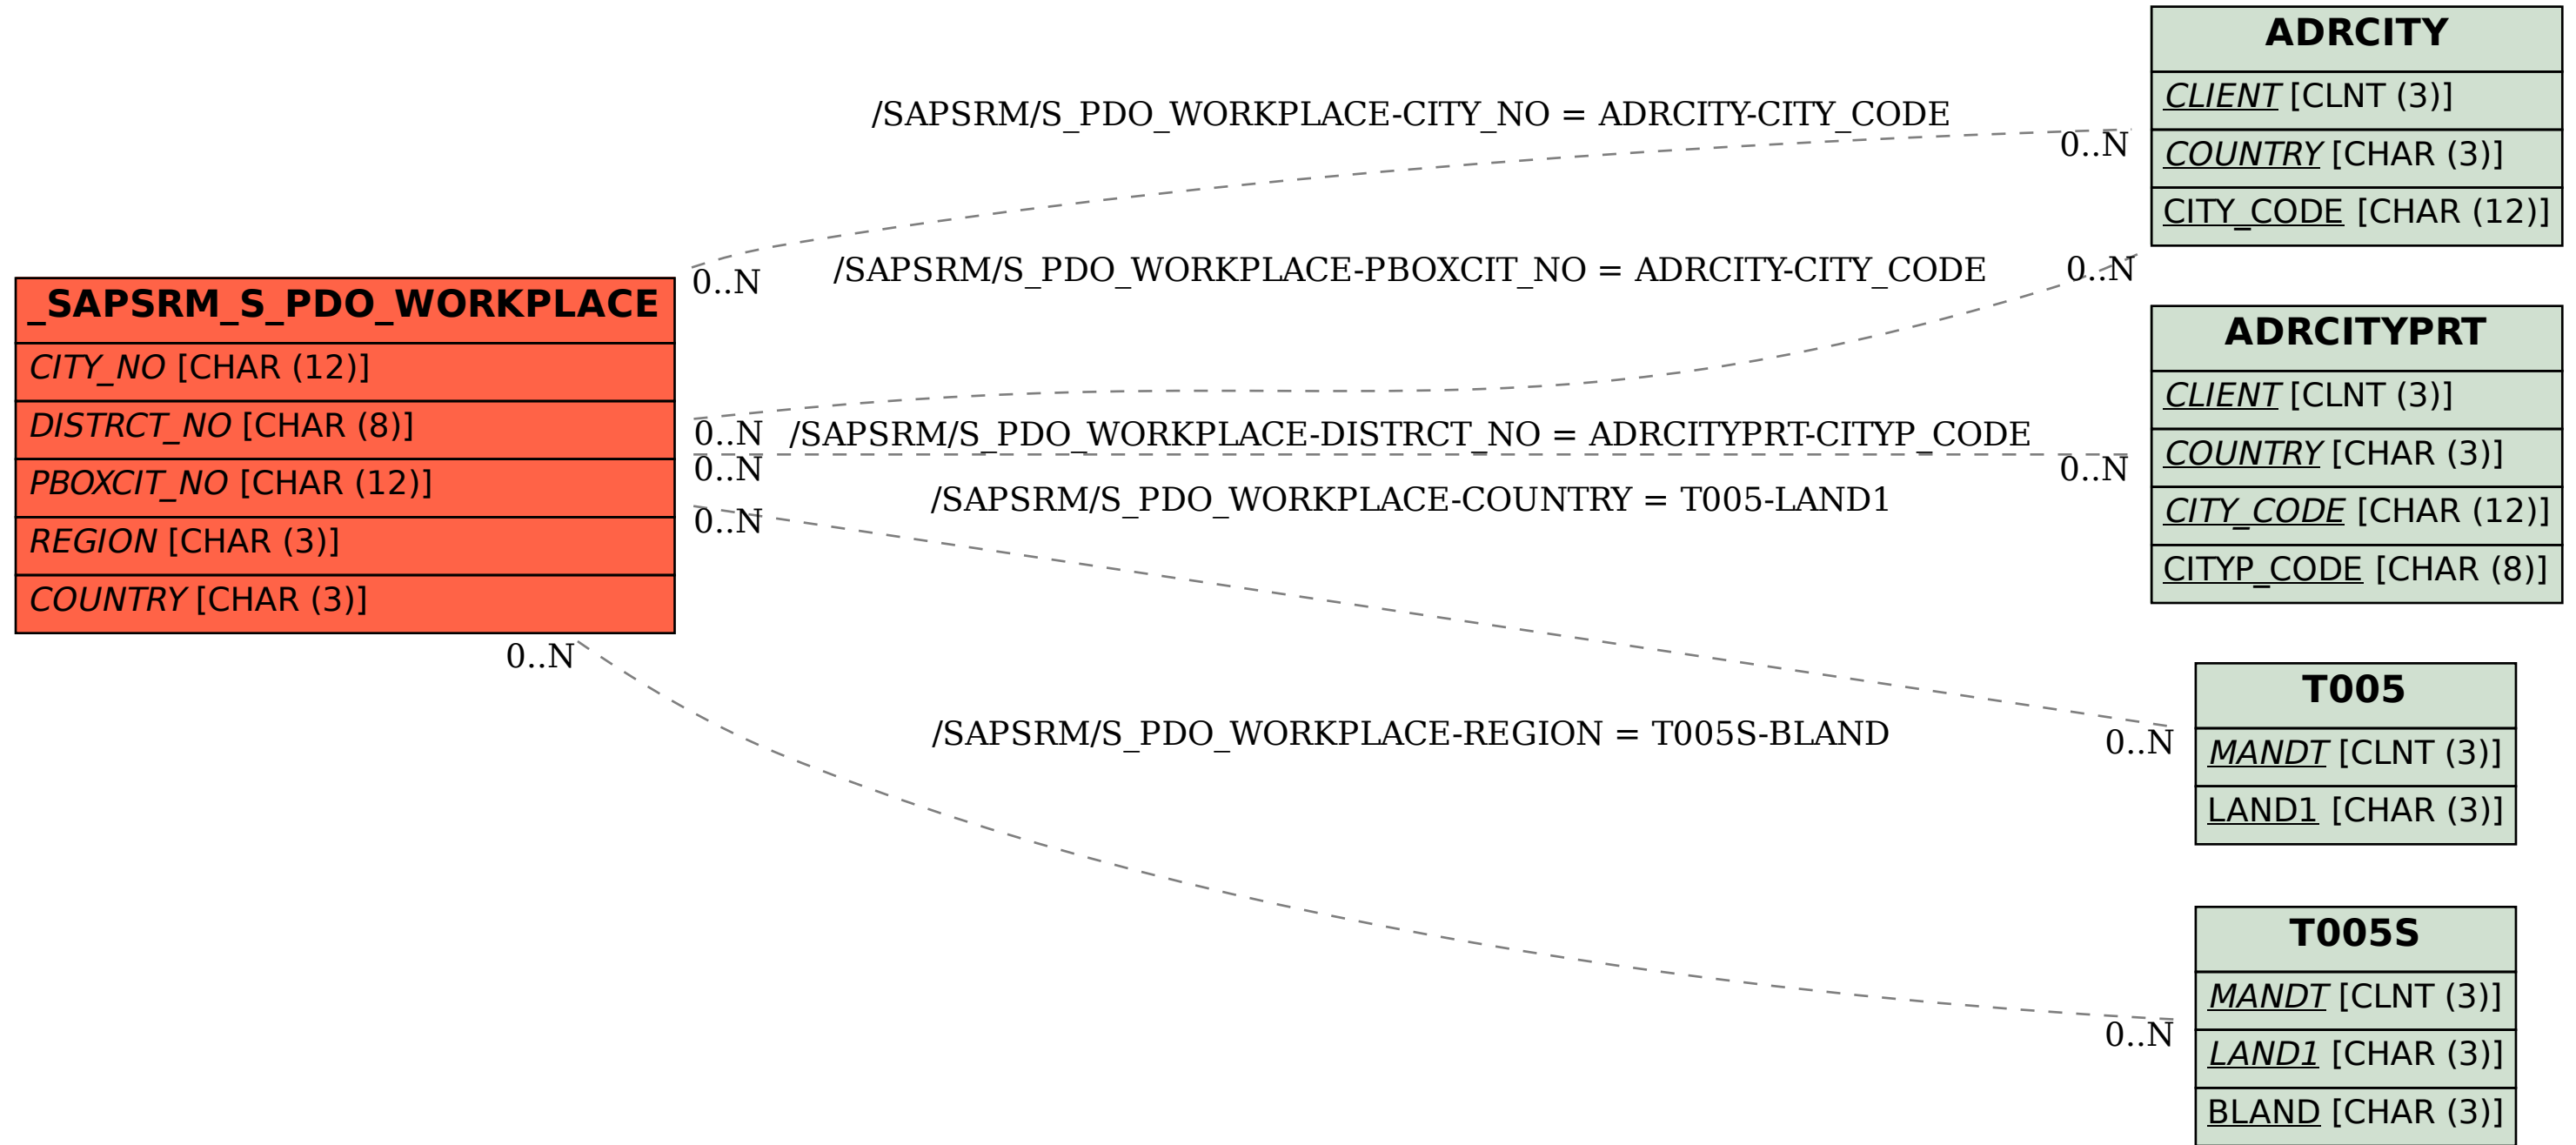 _SAPSRM_S_PDO_WORKPLACE
CITY_NO [CHAR (12)]
DISTRCT_NO [CHAR (8)]
PBOXCIT_NO [CHAR (12)]
REGION [CHAR (3)]
COUNTRY [CHAR (3)]
/SAPSRM/S_PDO_WORKPLACE-CITY_NO = ADRCITY-CITY_CODE
0..N
0..N
/SAPSRM/S_PDO_WORKPLACE-PBOXCIT_NO = ADRCITY-CITY_CODE
0..N
0..N
/SAPSRM/S_PDO_WORKPLACE-DISTRCT_NO = ADRCITYPRT-CITYP_CODE
0..N
0..N
/SAPSRM/S_PDO_WORKPLACE-COUNTRY = T005-LAND1
0..N
0..N
/SAPSRM/S_PDO_WORKPLACE-REGION = T005S-BLAND
0..N
0..N
ADRCITY
CLIENT [CLNT (3)]
COUNTRY [CHAR (3)]
CITY_CODE [CHAR (12)]
ADRCITYPRT
CLIENT [CLNT (3)]
COUNTRY [CHAR (3)]
CITY_CODE [CHAR (12)]
CITYP_CODE [CHAR (8)]
T005
MANDT [CLNT (3)]
LAND1 [CHAR (3)]
T005S
MANDT [CLNT (3)]
LAND1 [CHAR (3)]
BLAND [CHAR (3)]